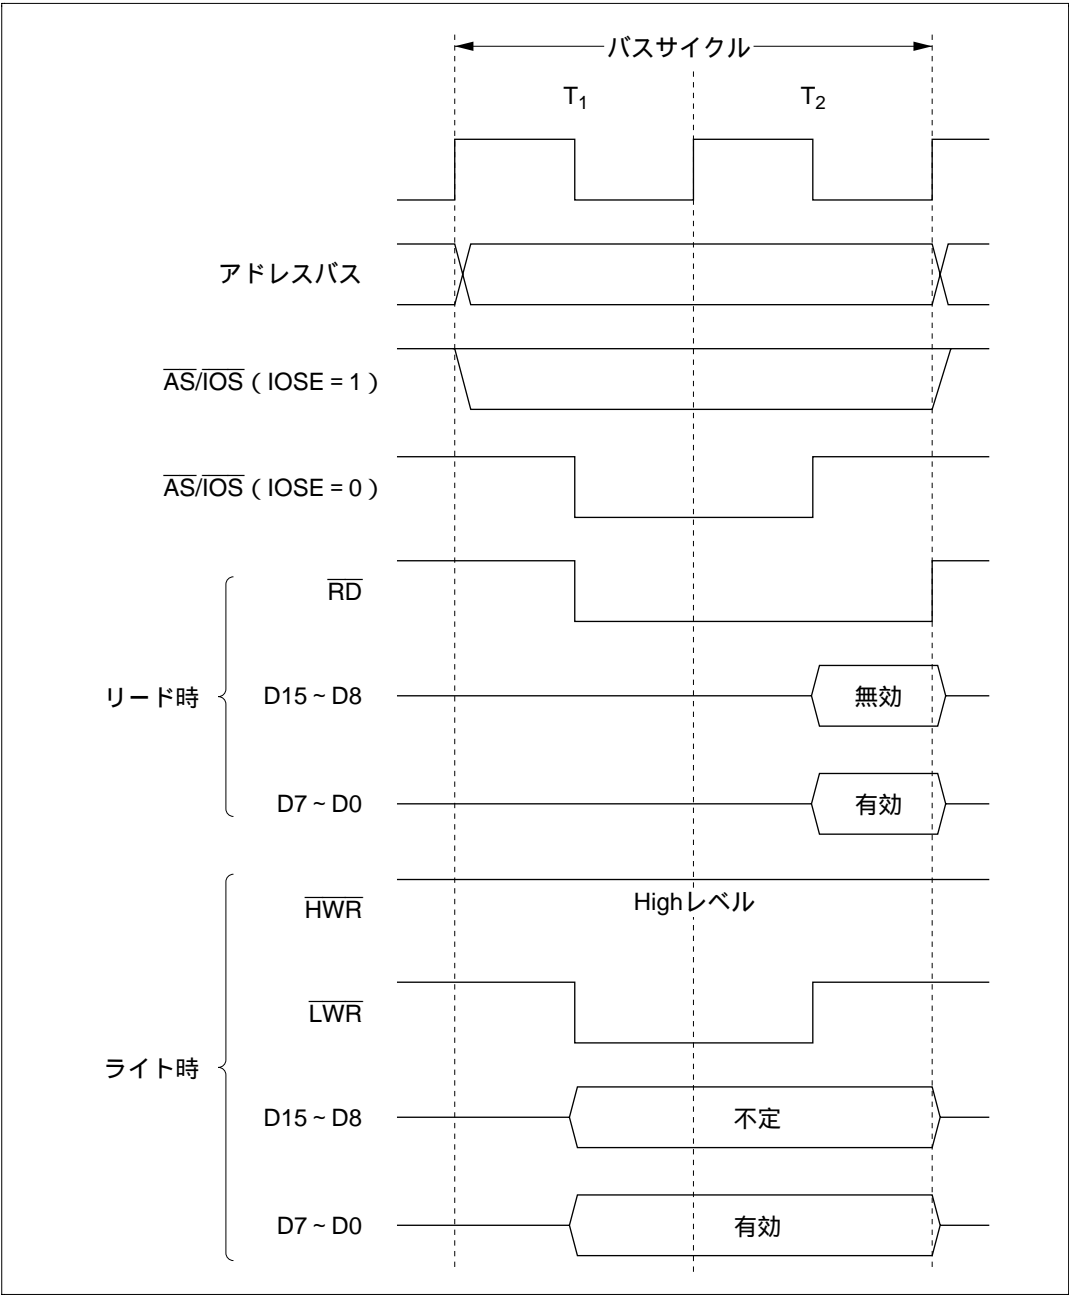 バスサイクル
T1 T2
アドレスバス
AS/IOS ( IOSE = 1 )
AS/IOS ( IOSE = 0 )
RD
リード時
D15 ~ D8
無効
D7 ~ D0
有効
HWR
Highレベル
LWR
ライト時
D15 ~ D8
不定
D7 ~ D0
有効